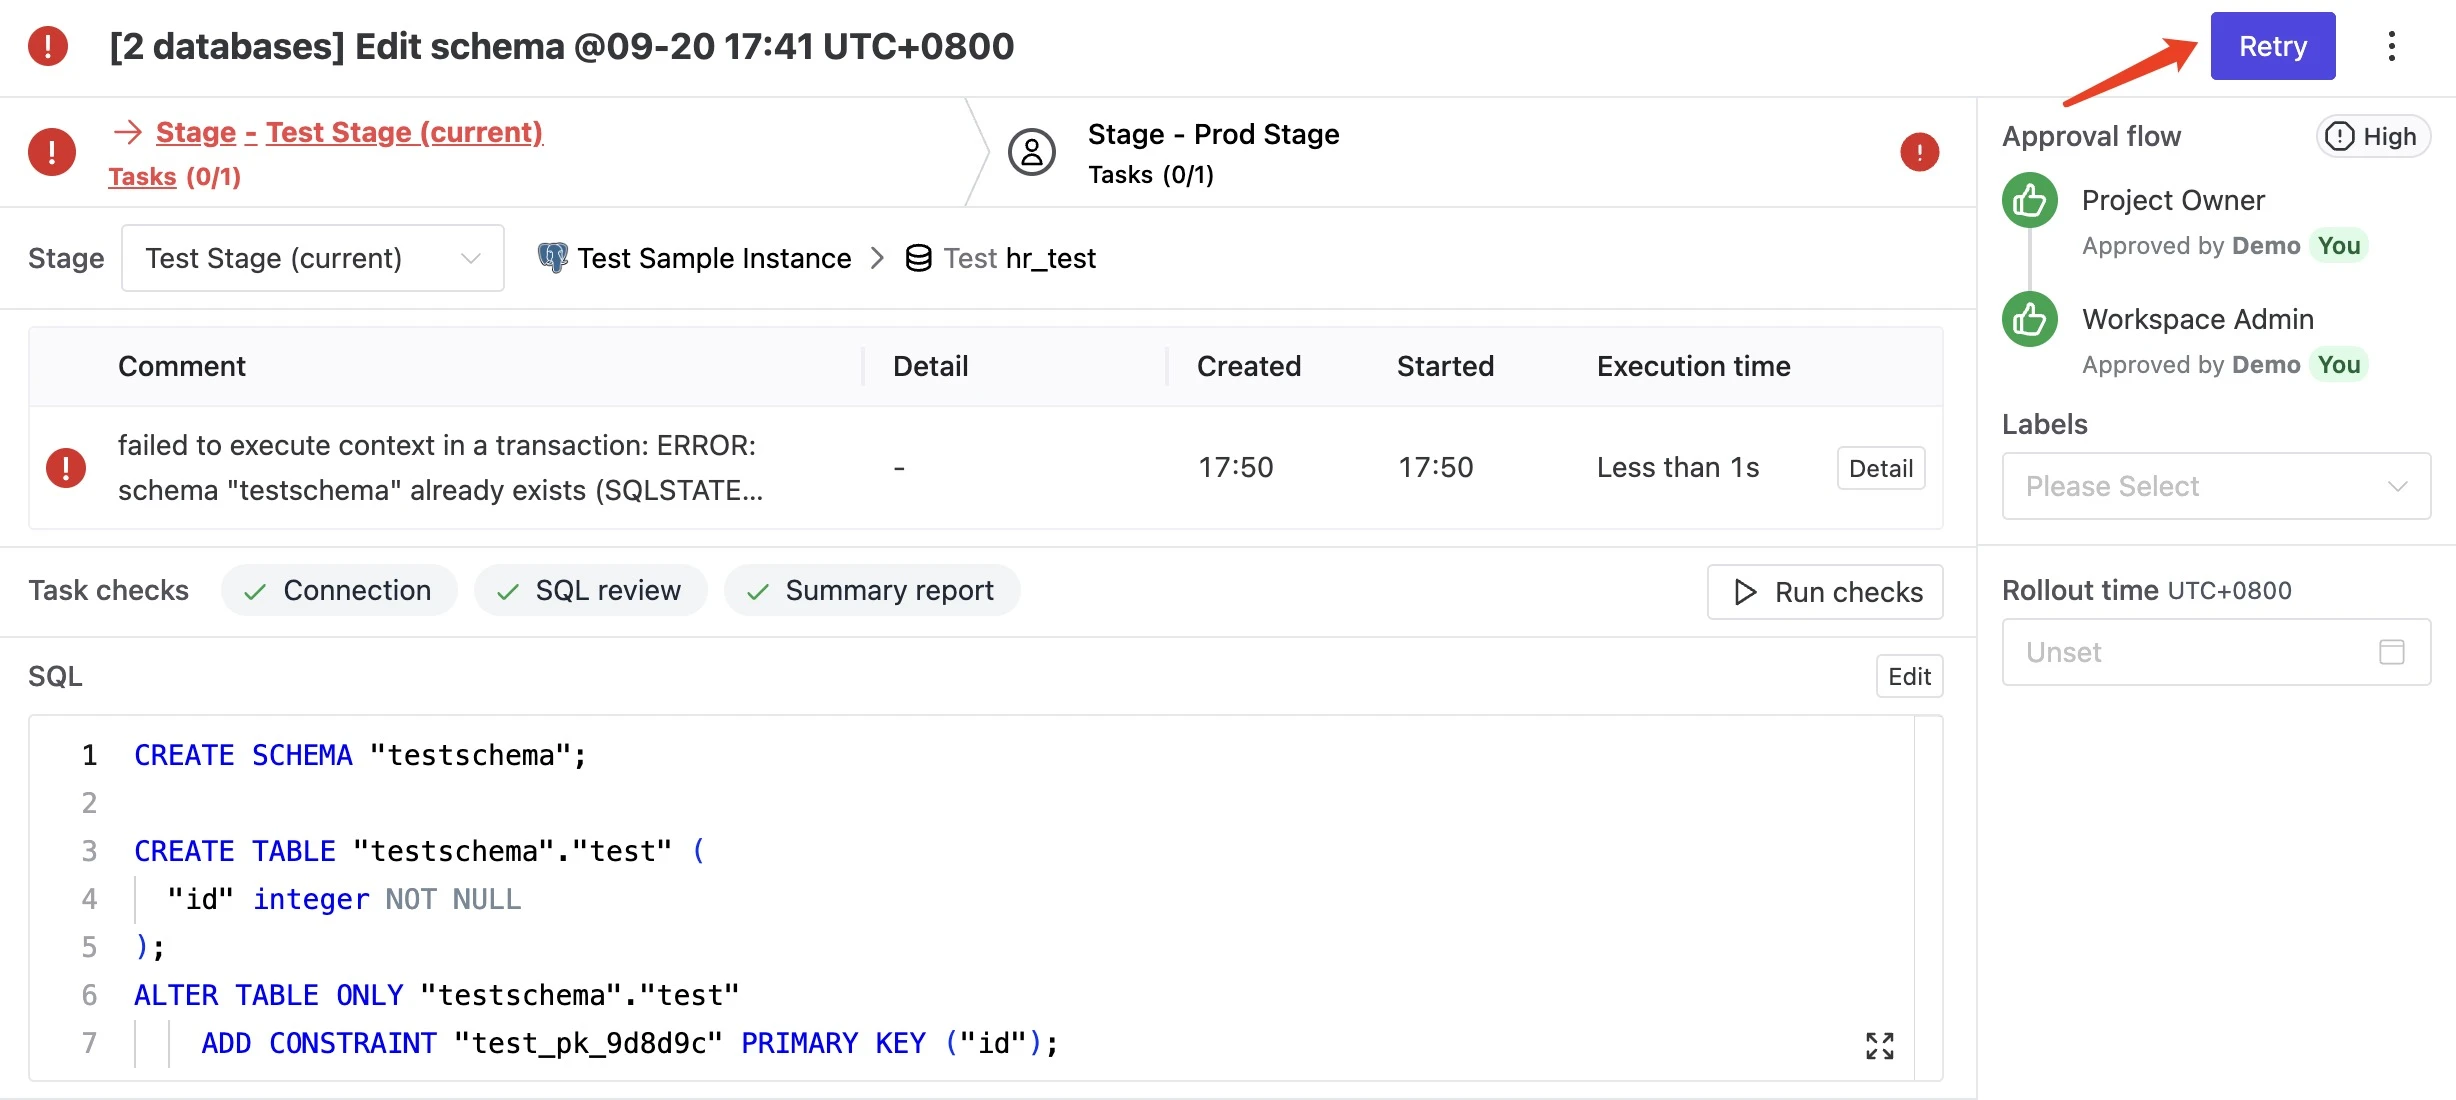 [2 databases] Edit schema @09-20 17:41 UTC+0800
Retry
→ Stage - Test Stage (current)
Tasks (0/1)
Stage - Prod Stage
Tasks (0/1)
Stage
Test Stage (current)
Test Sample Instance > Test hr_test
Comment Detail Created Started Execution time
failed to execute context in a transaction: ERROR:
schema "testschema" already exists (SQLSTATE...
- 17:50 17:50 Less than 1s Detail
Task checks Connection SQL review Summary report Run checks
SQL Edit
1 CREATE SCHEMA "testschema";
2
3 CREATE TABLE "testschema"."test" (
4 "id" integer NOT NULL
5 );
6 ALTER TABLE ONLY "testschema"."test"
7 ADD CONSTRAINT "test_pk_9d8d9c" PRIMARY KEY ("id");
Approval flow High
Project Owner
Approved by Demo You
Workspace Admin
Approved by Demo You
Labels
Please Select
Rollout time UTC+0800
Unset